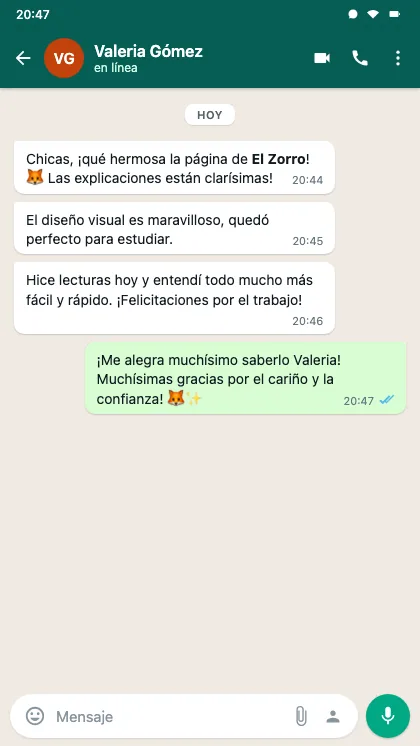 20:47
VG
Valeria Gómez
en línea
HOY
Chicas, ¡qué hermosa la página de El Zorro!
🦊 Las explicaciones están clarísimas! 20:44
El diseño visual es maravilloso, quedó
perfecto para estudiar. 20:45
Hice lecturas hoy y entendí todo mucho más
fácil y rápido. ¡Felicitaciones por el trabajo!
20:46
¡Me alegra muchísimo saberlo Valeria!
Muchísimas gracias por el cariño y la
confianza! 🦊✨ 20:47
Mensaje